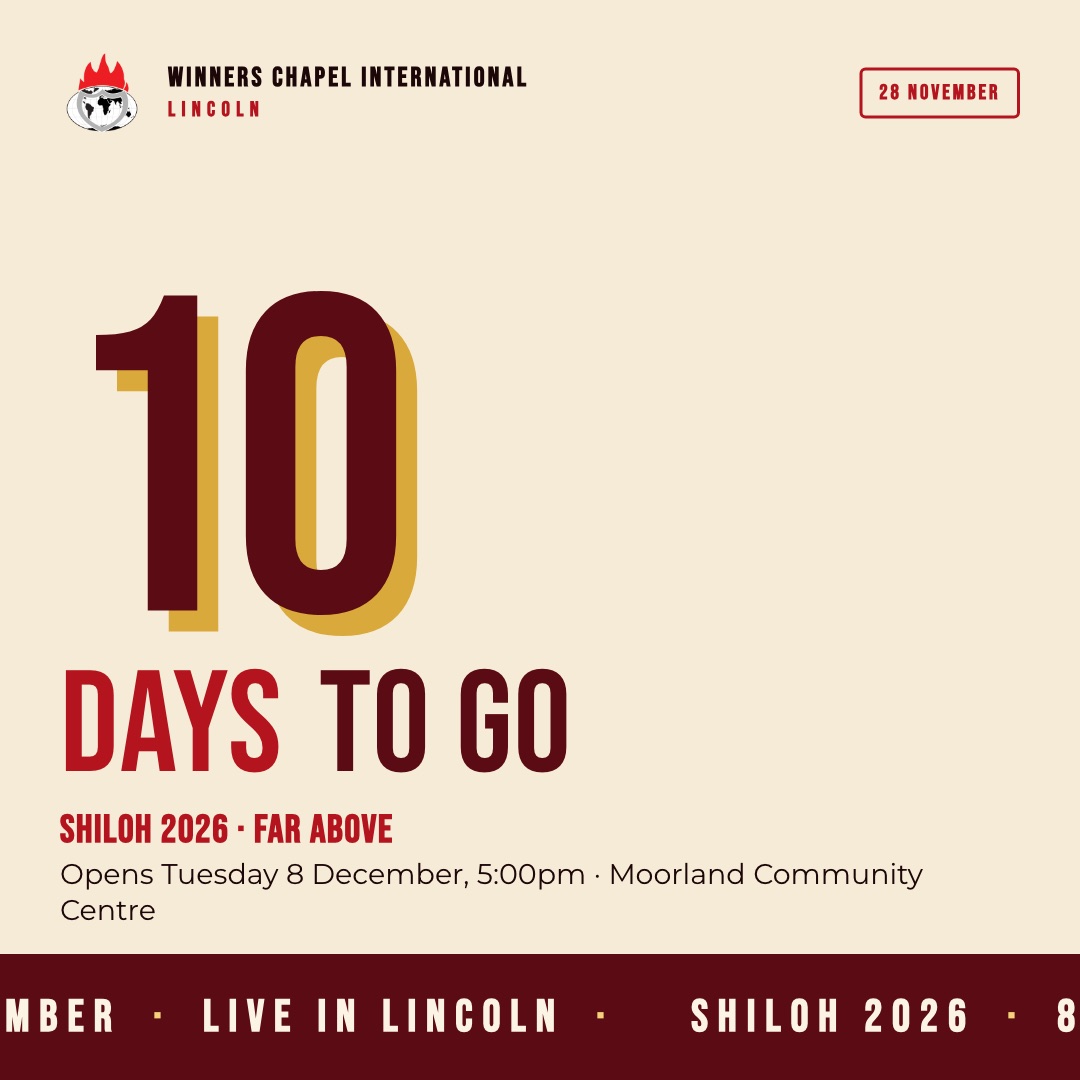 WINNERS CHAPEL INTERNATIONAL
LINCOLN
28 NOVEMBER
10
DAYS TO GO
SHILOH 2026 · FAR ABOVE
Opens Tuesday 8 December, 5:00pm · Moorland Community
Centre
MBER · LIVE IN LINCOLN · SHILOH 2026 · 8